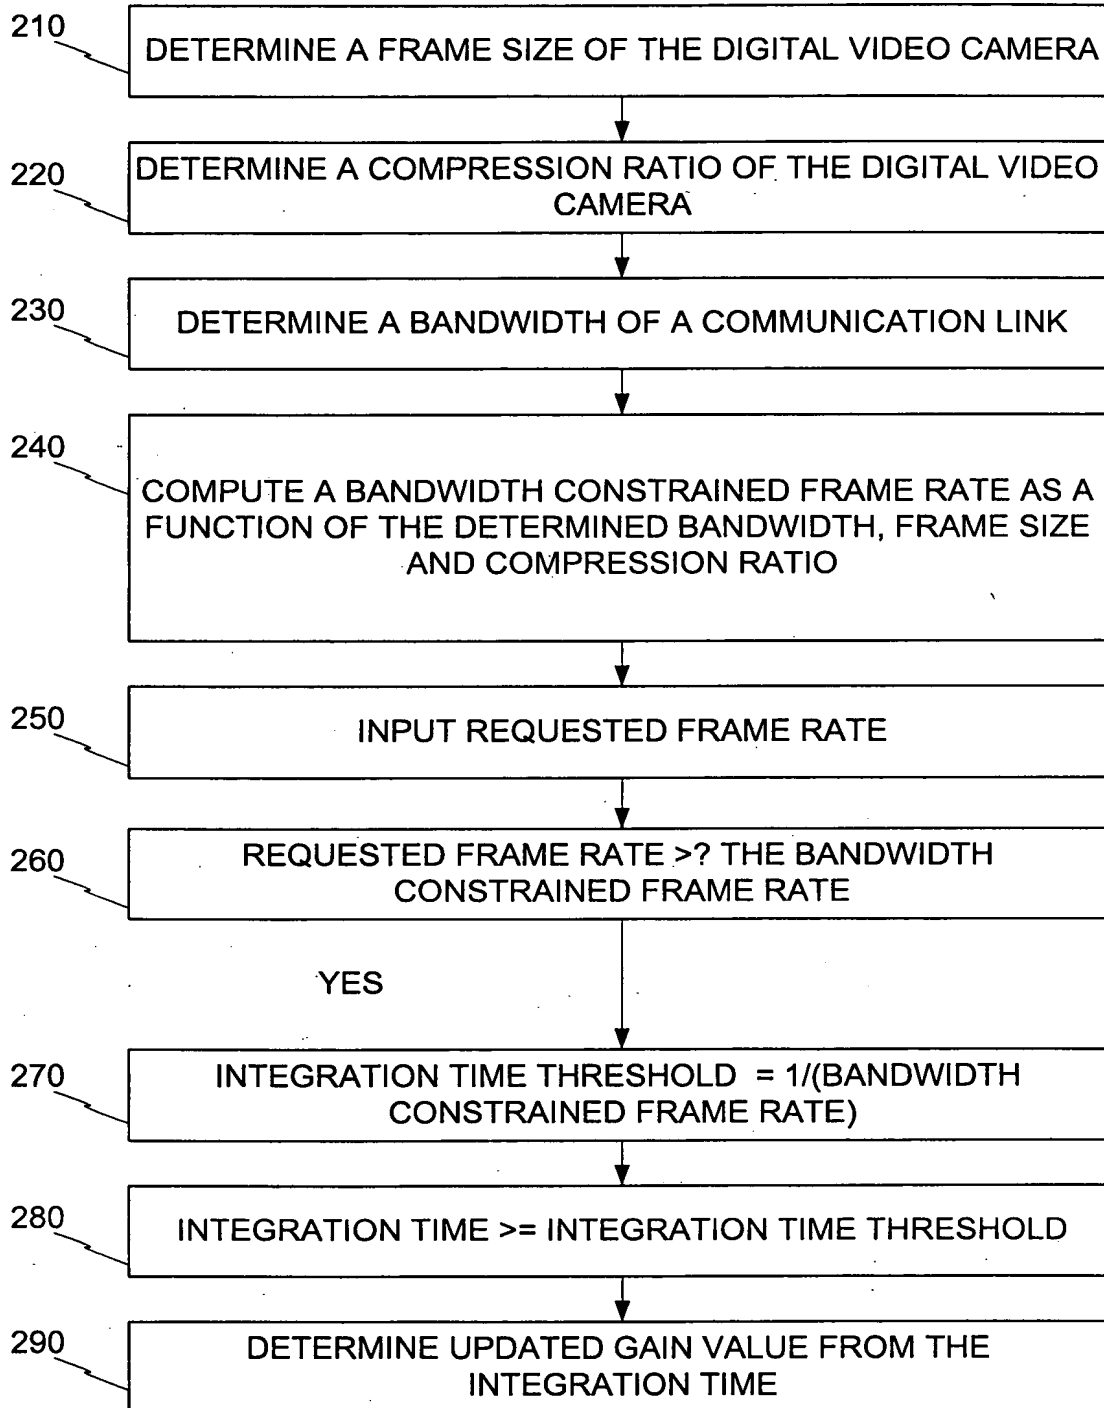 210
DETERMINE A FRAME SIZE OF THE DIGITAL VIDEO CAMERA
220
DETERMINE A COMPRESSION RATIO OF THE DIGITAL VIDEO
CAMERA
230
DETERMINE A BANDWIDTH OF A COMMUNICATION LINK
240
COMPUTE A BANDWIDTH CONSTRAINED FRAME RATE AS A
FUNCTION OF THE DETERMINED BANDWIDTH, FRAME SIZE
AND COMPRESSION RATIO
250
INPUT REQUESTED FRAME RATE
260
REQUESTED FRAME RATE >? THE BANDWIDTH
CONSTRAINED FRAME RATE
YES
270
INTEGRATION TIME THRESHOLD = 1/(BANDWIDTH
CONSTRAINED FRAME RATE)
280
INTEGRATION TIME >= INTEGRATION TIME THRESHOLD
290
DETERMINE UPDATED GAIN VALUE FROM THE
INTEGRATION TIME